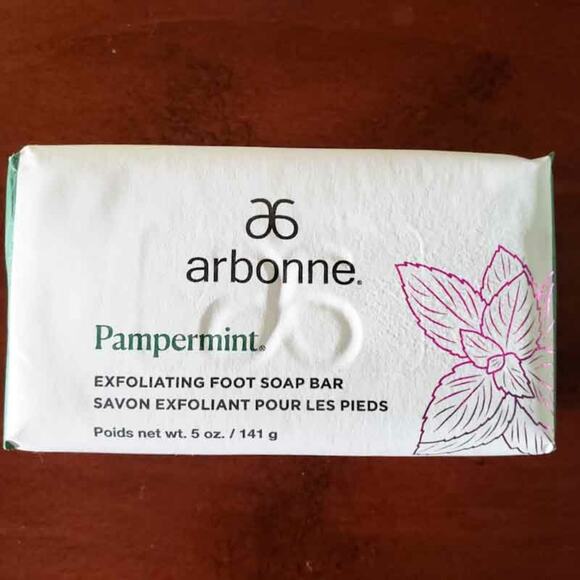 arbonne.
Pampermint®
EXFOLIATING FOOT SOAP BAR
SAVON EXFOLIANT POUR LES PIEDS
Poids net wt. 5 oz. / 141 g